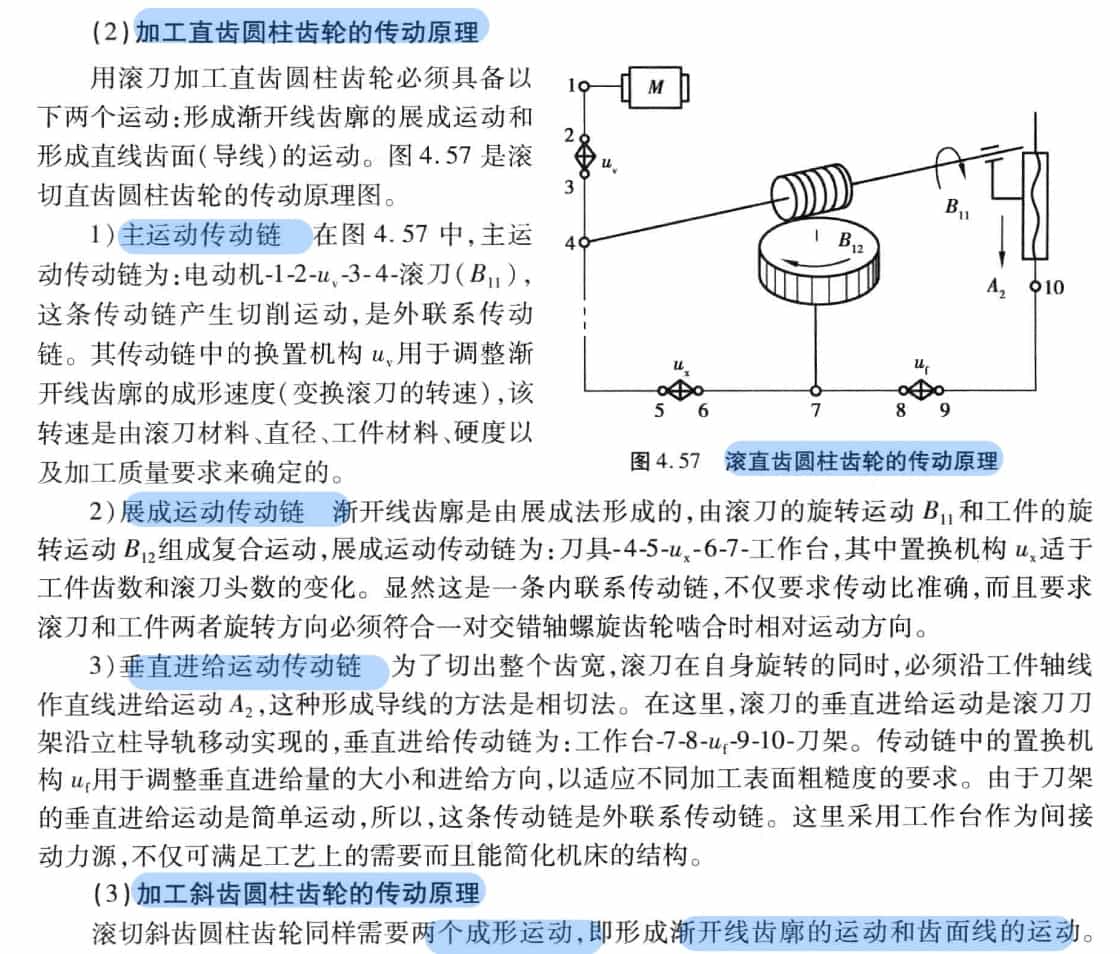 (2)加工直齿圆柱齿轮的传动原理
用滚刀加工直齿圆柱齿轮必须具备以
下两个运动:形成渐开线齿廓的展成运动和
形成直线齿面(导线)的运动。图4.57是滚
切直齿圆柱齿轮的传动原理图。
1)主运动传动链 在图4.57中,主运
动传动链为:电动机-1-2-uv-3-4-滚刀(B11),
这条传动链产生切削运动,是外联系传动
链。其传动链中的换置机构uv用于调整渐
开线齿廓的成形速度(变换滚刀的转速),该
转速是由滚刀材料、直径、工件材料、硬度以
及加工质量要求来确定的。
1
M
2
uv
3
4
B11
B12
A2
10
ux
uf
5
6
7
8
9
图4.57 滚直齿圆柱齿轮的传动原理
2)展成运动传动链 渐开线齿廓是由展成法形成的,由滚刀的旋转运动B11和工件的旋
转运动B12组成复合运动,展成运动传动链为:刀具-4-5-ux-6-7-工作台,其中置换机构ux适于
工件齿数和滚刀头数的变化。显然这是一条内联系传动链,不仅要求传动比准确,而且要求
滚刀和工件两者旋转方向必须符合一对交错轴螺旋齿轮啮合时相对运动方向。
3)垂直进给运动传动链 为了切出整个齿宽,滚刀在自身旋转的同时,必须沿工件轴线
作直线进给运动A2,这种形成导线的方法是相切法。在这里,滚刀的垂直进给运动是滚刀刀
架沿立柱导轨移动实现的,垂直进给传动链为:工作台-7-8-uf-9-10-刀架。传动链中的置换机
构uf用于调整垂直进给量的大小和进给方向,以适应不同加工表面粗糙度的要求。由于刀架
的垂直进给运动是简单运动,所以,这条传动链是外联系传动链。这里采用工作台作为间接
动力源,不仅可满足工艺上的需要而且能简化机床的结构。
(3)加工斜齿圆柱齿轮的传动原理
滚切斜齿圆柱齿轮同样需要两个成形运动,即形成渐开线齿廓的运动和齿面线的运动。